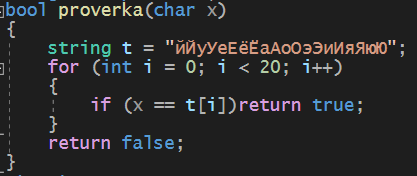 bool proverka(char x)
{
string t = "йЙуУеЕёЁаАоОэЭиИяЯюЮ";
for (int i = 0; i < 20; i++)
{
if (x == t[i])return true;
}
return false;
}